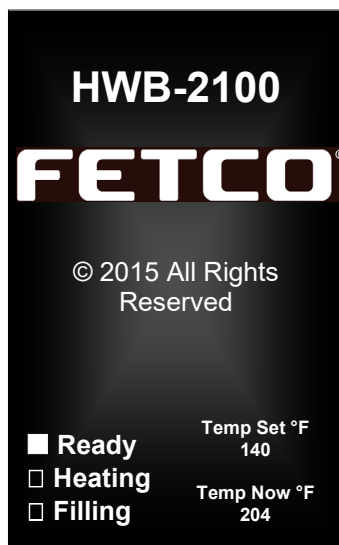 HWB-2100
FETCO®
© 2015 All Rights
Reserved
Ready
Heating
Filling
Temp Set °F
140
Temp Now °F
204